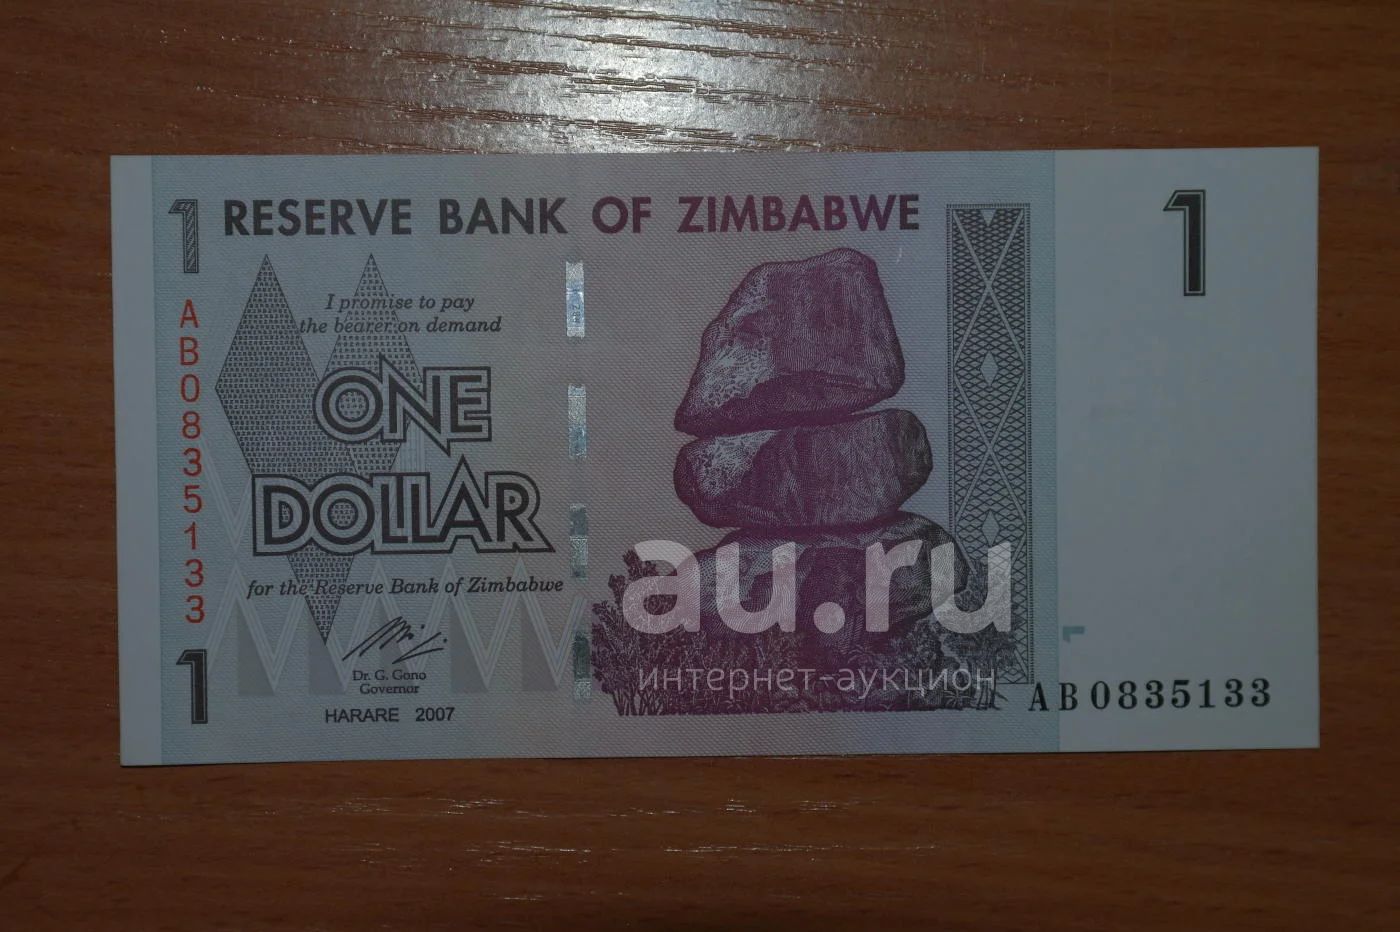 1 RESERVE BANK OF ZIMBABWE
1
I promise to pay
the bearer on demand
AB0835133
ONE
DOLLAR
for the Reserve Bank of Zimbabwe
Dr. G. Gono
Governor
HARARE 2007
1
AB0835133
au.ru
интернет-аукцион